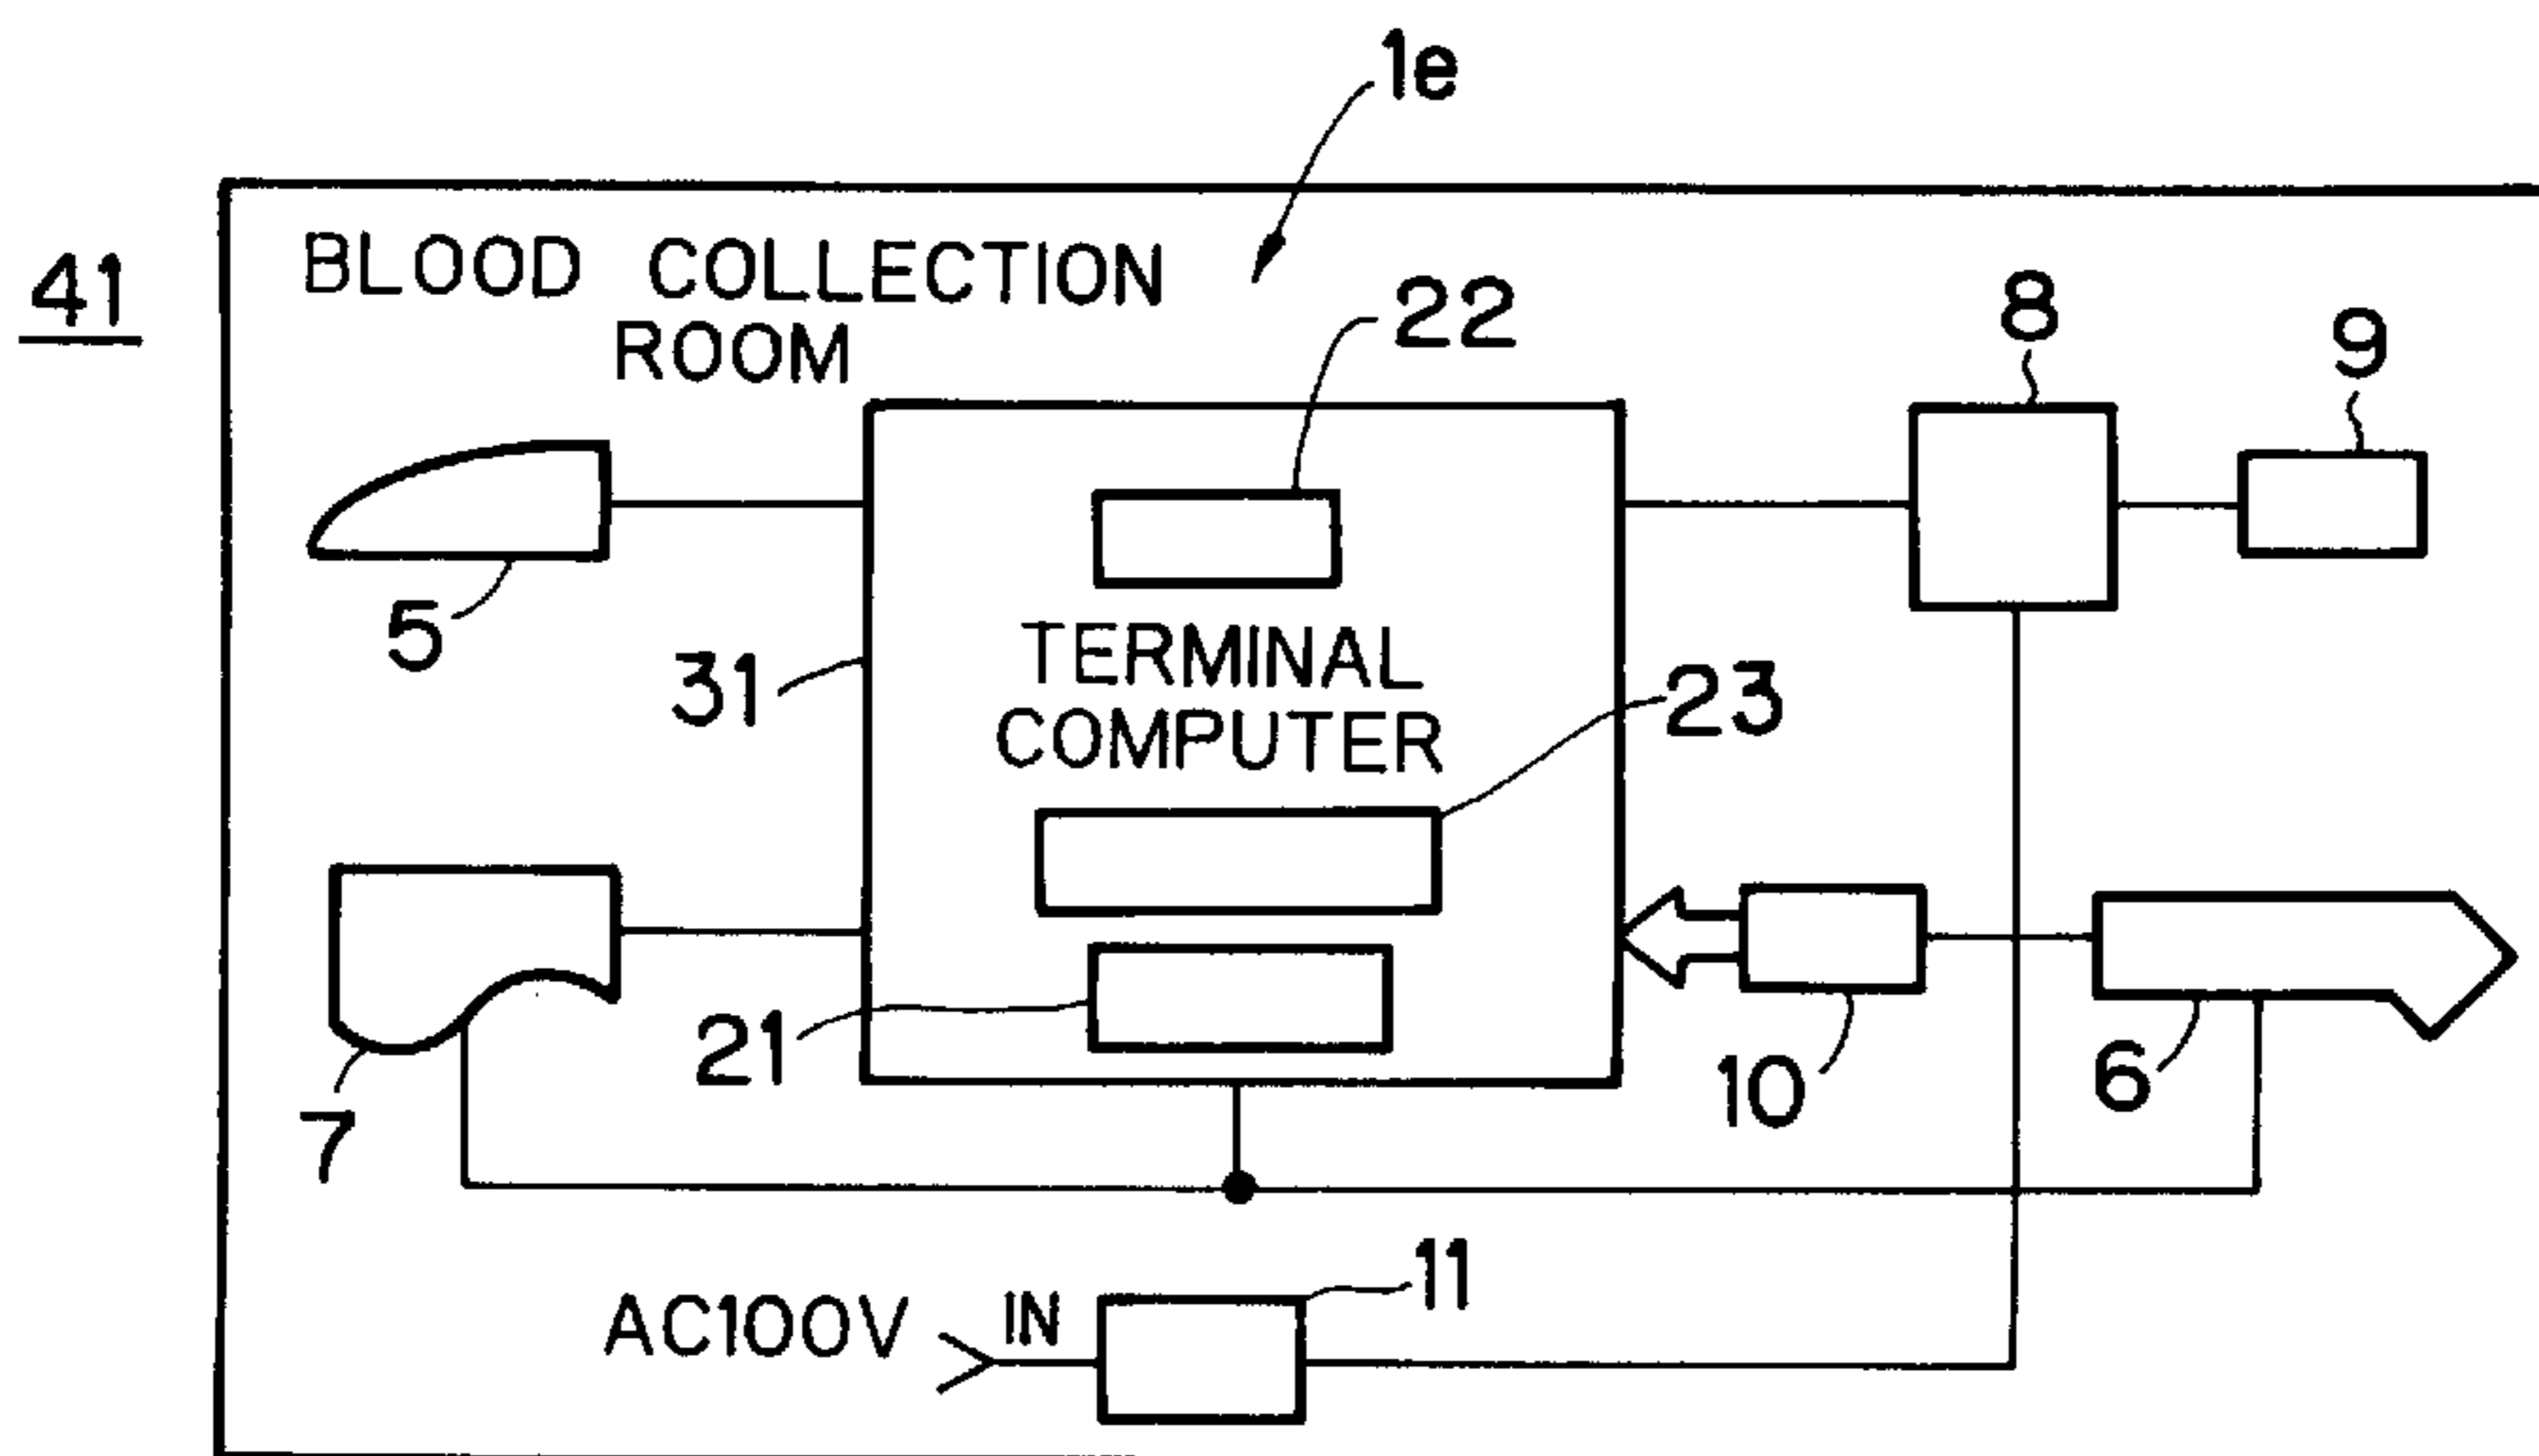 1e
41
BLOOD COLLECTION
ROOM
22
8
9
5
31
TERMINAL
COMPUTER
23
7
21
10
6
11
AC100V IN